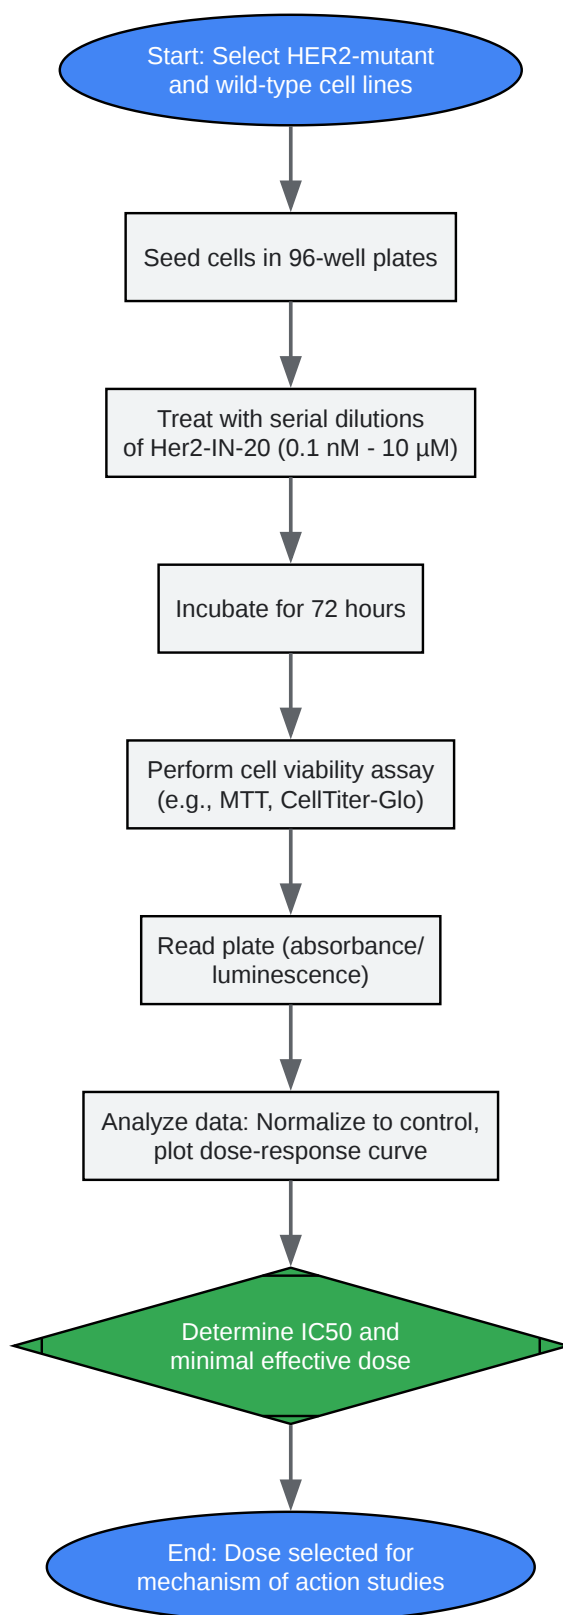 Start: Select HER2-mutant
and wild-type cell lines
Seed cells in 96-well plates
Treat with serial dilutions
of Her2-IN-20 (0.1 nM - 10 µM)
Incubate for 72 hours
Perform cell viability assay
(e.g., MTT, CellTiter-Glo)
Read plate (absorbance/
luminescence)
Analyze data: Normalize to control,
plot dose-response curve
Determine IC50 and
minimal effective dose
End: Dose selected for
mechanism of action studies